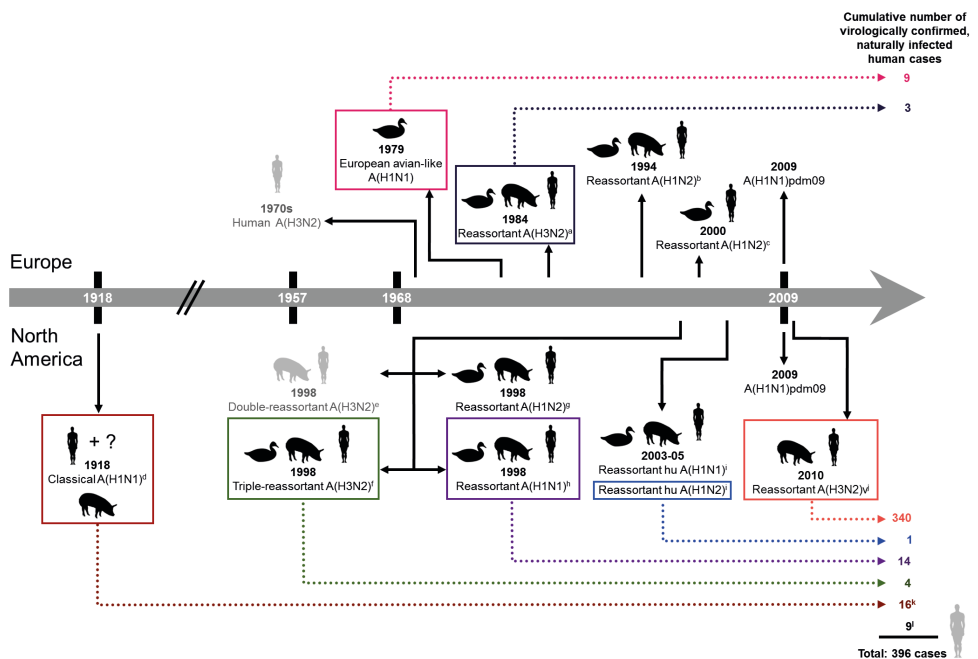 Cumulative number of
virologically confirmed,
naturally infected
human cases
9
3
1979
European avian-like
A(H1N1)
1984
Reassortant A(H3N2)ᵃ
1994
Reassortant A(H1N2)ᵇ
2009
A(H1N1)pdm09
1970s
Human A(H3N2)
2000
Reassortant A(H1N2)ᶜ
Europe
1918
1957
1968
2009
North
America
1998
Double-reassortant A(H3N2)ᵉ
1998
Reassortant A(H1N2)ᵍ
2009
A(H1N1)pdm09
+ ?
1918
Classical A(H1N1)ᵈ
1998
Triple-reassortant A(H3N2)ᶠ
1998
Reassortant A(H1N1)ʰ
2003-05
Reassortant hu A(H1N1)ⁱ
Reassortant hu A(H1N2)ⁱ
2010
Reassortant A(H3N2)vʲ
340
1
14
4
16ᵏ
9ˡ
Total: 396 cases